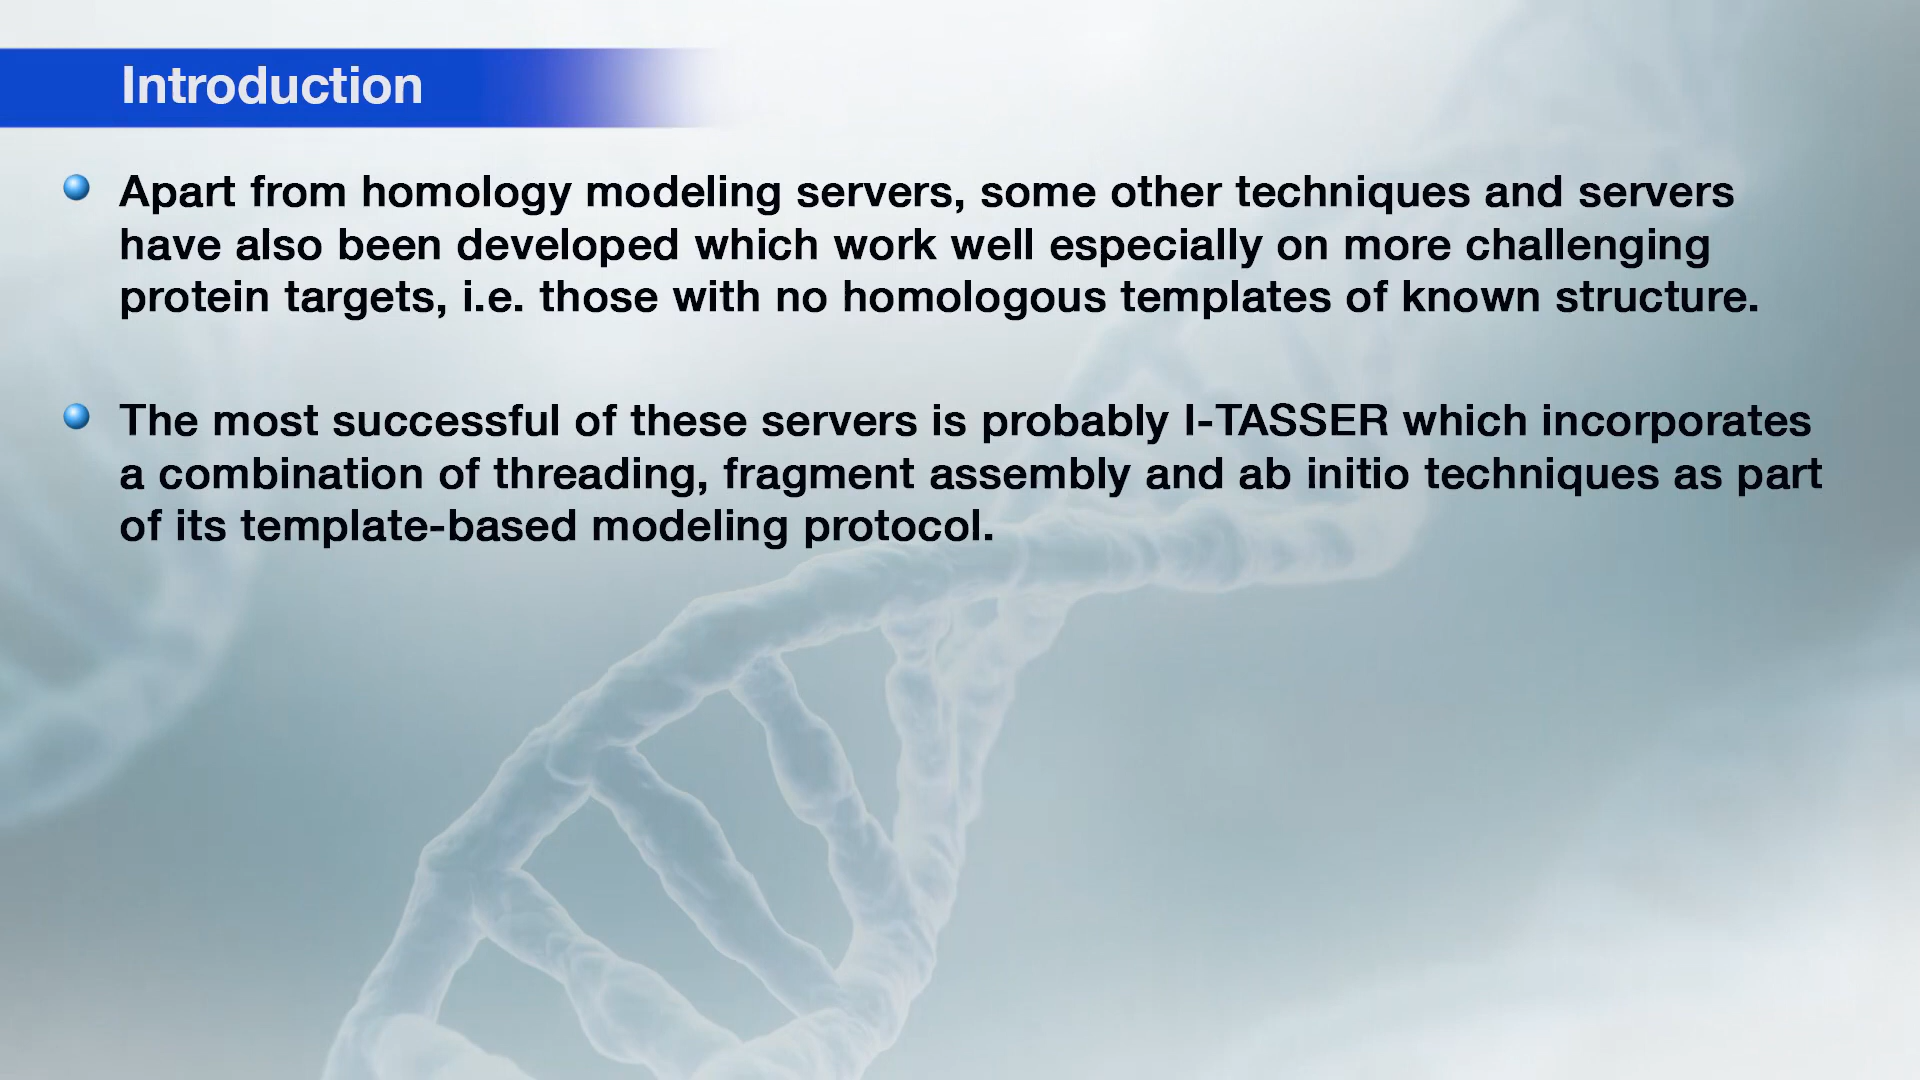 Introduction
Apart from homology modeling servers, some other techniques and servers
have also been developed which work well especially on more challenging
protein targets, i.e. those with no homologous templates of known structure.
The most successful of these servers is probably I-TASSER which incorporates
a combination of threading, fragment assembly and ab initio techniques as part
of its template-based modeling protocol.